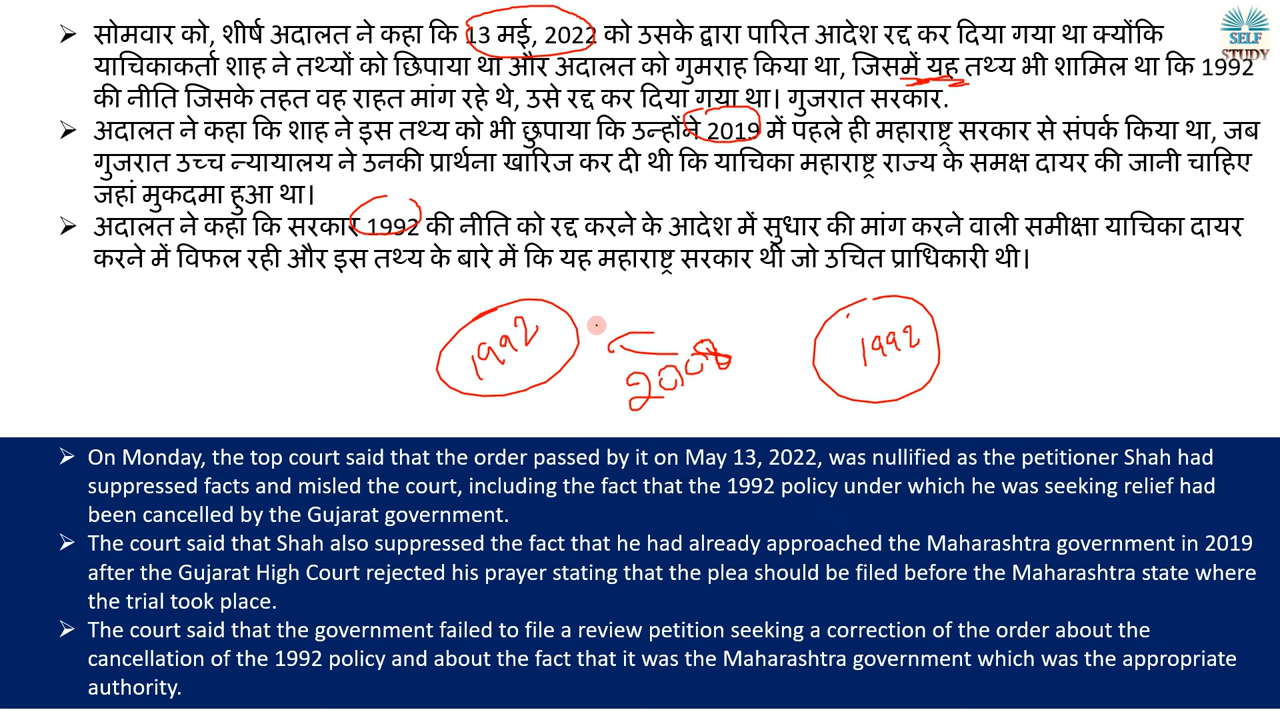 SELF
STUDY
➢ सोमवार को, शीर्ष अदालत ने कहा कि 13 मई, 2022 को उसके द्वारा पारित आदेश रद्द कर दिया गया था क्योंकि
याचिकाकर्ता शाह ने तथ्यों को छिपाया था और अदालत को गुमराह किया था, जिसमें यह तथ्य भी शामिल था कि 1992
की नीति जिसके तहत वह राहत मांग रहे थे, उसे रद्द कर दिया गया था। गुजरात सरकार.
➢ अदालत ने कहा कि शाह ने इस तथ्य को भी छुपाया कि उन्होंने 2019 में पहले ही महाराष्ट्र सरकार से संपर्क किया था, जब
गुजरात उच्च न्यायालय ने उनकी प्रार्थना खारिज कर दी थी कि याचिका महाराष्ट्र राज्य के समक्ष दायर की जानी चाहिए
जहां मुकदमा हुआ था।
➢ अदालत ने कहा कि सरकार 1992 की नीति को रद्द करने के आदेश में सुधार की मांग करने वाली समीक्षा याचिका दायर
करने में विफल रही और इस तथ्य के बारे में कि यह महाराष्ट्र सरकार थी जो उचित प्राधिकारी थी।
1992 2008 1992
➢ On Monday, the top court said that the order passed by it on May 13, 2022, was nullified as the petitioner Shah had
suppressed facts and misled the court, including the fact that the 1992 policy under which he was seeking relief had
been cancelled by the Gujarat government.
➢ The court said that Shah also suppressed the fact that he had already approached the Maharashtra government in 2019
after the Gujarat High Court rejected his prayer stating that the plea should be filed before the Maharashtra state where
the trial took place.
➢ The court said that the government failed to file a review petition seeking a correction of the order about the
cancellation of the 1992 policy and about the fact that it was the Maharashtra government which was the appropriate
authority.